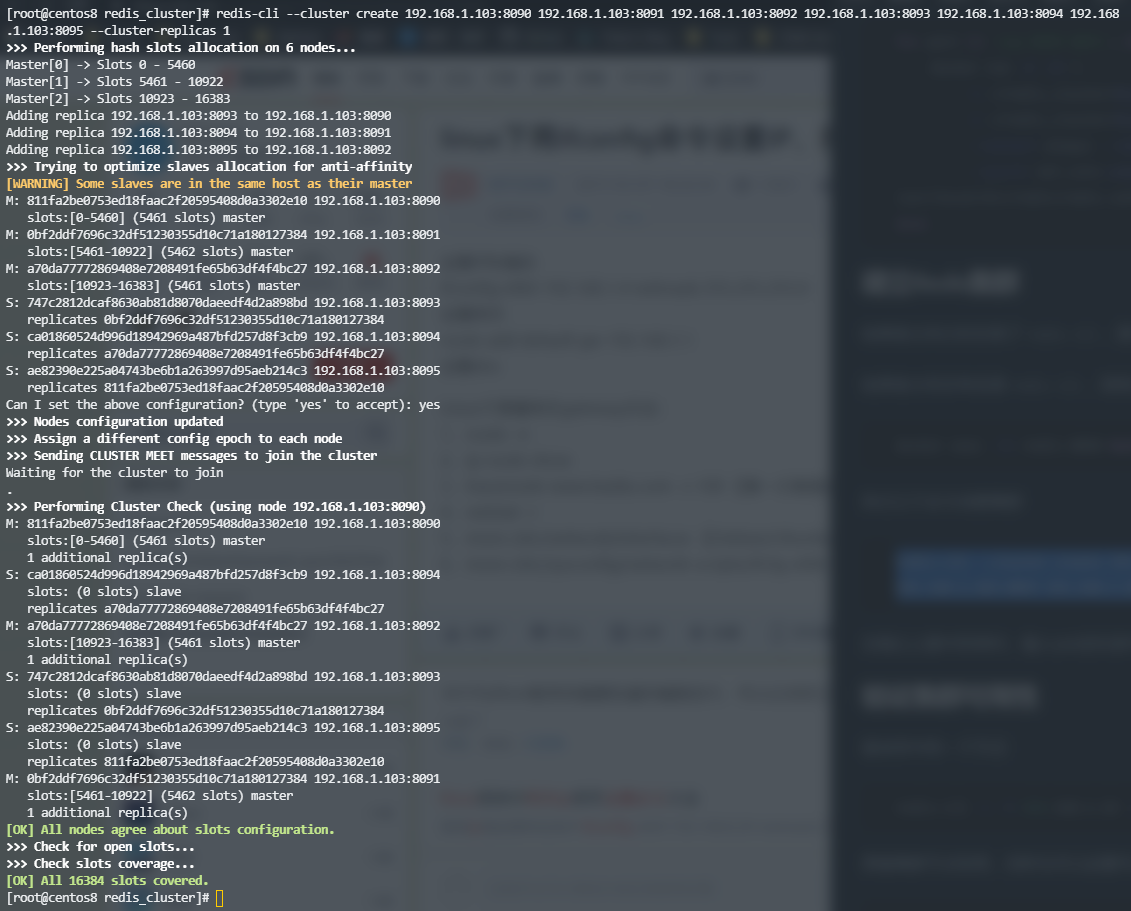 [root@centos8 redis_cluster]# redis-cli --cluster create 192.168.1.103:8090 192.168.1.103:8091 192.168.1.103:8092 192.168.1.103:8093 192.168.1.103:8094 192.168
.1.103:8095 --cluster-replicas 1
>>> Performing hash slots allocation on 6 nodes...
Master[0] -> Slots 0 - 5460
Master[1] -> Slots 5461 - 10922
Master[2] -> Slots 10923 - 16383
Adding replica 192.168.1.103:8093 to 192.168.1.103:8090
Adding replica 192.168.1.103:8094 to 192.168.1.103:8091
Adding replica 192.168.1.103:8095 to 192.168.1.103:8092
>>> Trying to optimize slaves allocation for anti-affinity
[WARNING] Some slaves are in the same host as their master
M: 811fa2be0753ed18faac2f20595408d0a3302e10 192.168.1.103:8090
   slots:[0-5460] (5461 slots) master
M: 0bf2ddf7696c32df51230355d10c71a180127384 192.168.1.103:8091
   slots:[5461-10922] (5462 slots) master
M: a70da77772869408e7208491fe65b63df4f4bc27 192.168.1.103:8092
   slots:[10923-16383] (5461 slots) master
S: 747c2812dcaf8630ab81d8070daeedf4d2a898bd 192.168.1.103:8093
   replicates 0bf2ddf7696c32df51230355d10c71a180127384
S: ca01860524d996d18942969a487bfd257d8f3cb9 192.168.1.103:8094
   replicates a70da77772869408e7208491fe65b63df4f4bc27
S: ae82390e225a04743be6b1a263997d95aeb214c3 192.168.1.103:8095
   replicates 811fa2be0753ed18faac2f20595408d0a3302e10
Can I set the above configuration? (type 'yes' to accept): yes
>>> Nodes configuration updated
>>> Assign a different config epoch to each node
>>> Sending CLUSTER MEET messages to join the cluster
Waiting for the cluster to join
.
>>> Performing Cluster Check (using node 192.168.1.103:8090)
M: 811fa2be0753ed18faac2f20595408d0a3302e10 192.168.1.103:8090
   slots:[0-5460] (5461 slots) master
   1 additional replica(s)
S: ca01860524d996d18942969a487bfd257d8f3cb9 192.168.1.103:8094
   slots: (0 slots) slave
   replicates a70da77772869408e7208491fe65b63df4f4bc27
M: a70da77772869408e7208491fe65b63df4f4bc27 192.168.1.103:8092
   slots:[10923-16383] (5461 slots) master
   1 additional replica(s)
S: 747c2812dcaf8630ab81d8070daeedf4d2a898bd 192.168.1.103:8093
   slots: (0 slots) slave
   replicates 0bf2ddf7696c32df51230355d10c71a180127384
S: ae82390e225a04743be6b1a263997d95aeb214c3 192.168.1.103:8095
   slots: (0 slots) slave
   replicates 811fa2be0753ed18faac2f20595408d0a3302e10
M: 0bf2ddf7696c32df51230355d10c71a180127384 192.168.1.103:8091
   slots:[5461-10922] (5462 slots) master
   1 additional replica(s)
[OK] All nodes agree about slots configuration.
>>> Check for open slots...
>>> Check slots coverage...
[OK] All 16384 slots covered.
[root@centos8 redis_cluster]#